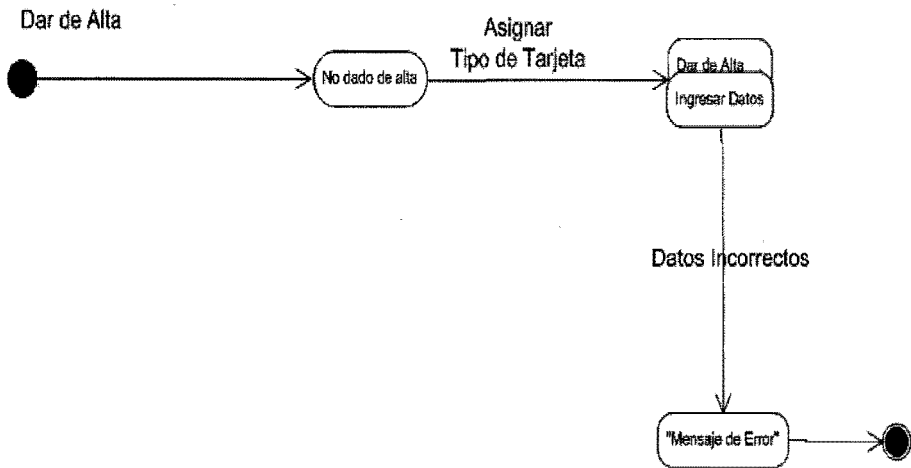 Dar de Alta
No dado de alta
Asignar
Tipo de Tarjeta
Dar de Alta
Ingresar Datos
Datos Incorrectos
"Mensaje de Error"